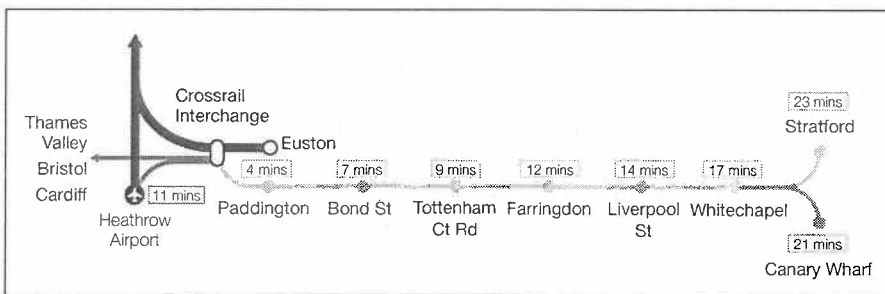 Crossrail
Interchange
Euston
Thames
Valley
Bristol
Cardiff
11 mins
Heathrow
Airport
4 mins
Paddington
7 mins
Bond St
9 mins
Tottenham
Ct Rd
12 mins
Farringdon
14 mins
Liverpool
St
17 mins
Whitechapel
23 mins
Stratford
21 mins
Canary Wharf